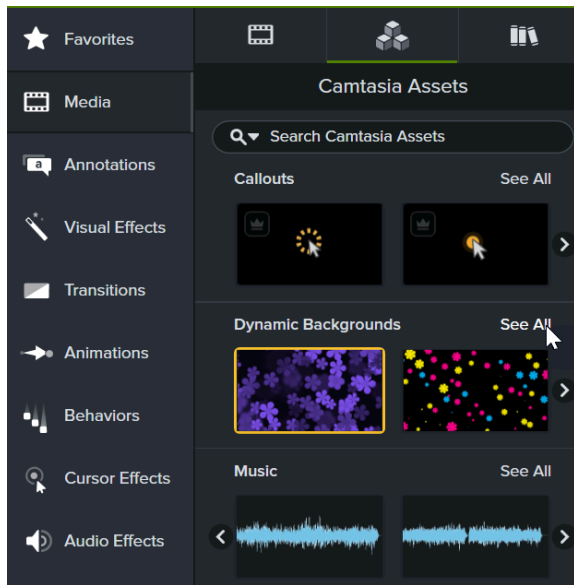 Favorites
Media
a
Annotations
Visual Effects
Transitions
Animations
Behaviors
Cursor Effects
Audio Effects
Camtasia Assets
Search Camtasia Assets
Callouts See All
Dynamic Backgrounds See All
Music See All